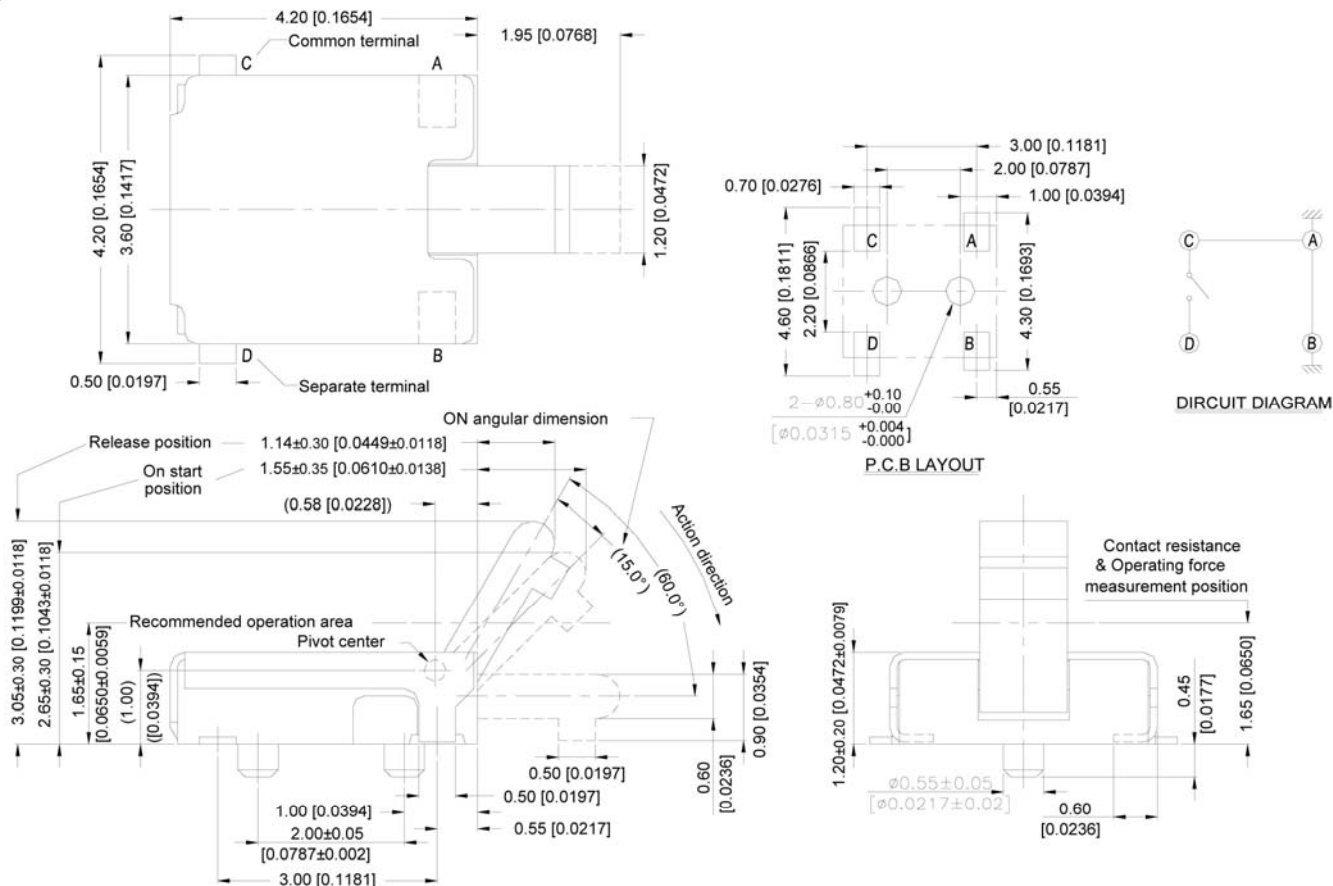 4.20 [0.1654]
1.95 [0.0768]
Common terminal
C
A
4.20 [0.1654]
3.60 [0.1417]
1.20 [0.0472]
D
B
0.50 [0.0197]
Separate terminal
3.00 [0.1181]
2.00 [0.0787]
0.70 [0.0276]
1.00 [0.0394]
C
A
4.60 [0.1811]
2.20 [0.0866]
4.30 [0.1693]
D
B
2-ø0.80 +0.10 -0.00
[ø0.0315 +0.004 -0.000]
0.55
[0.0217]
P.C.B LAYOUT
C
A
D
B
DIRCUIT DIAGRAM
ON angular dimension
Release position
1.14±0.30 [0.0449±0.0118]
On start
position
1.55±0.35 [0.0610±0.0138]
(0.58 [0.0228])
Action direction
(15.0°)
(60.0°)
3.05±0.30 [0.1199±0.0118]
2.65±0.30 [0.1043±0.0118]
1.65±0.15
[0.0650±0.0059]
(1.00)
([0.0394])
Recommended operation area
Pivot center
0.90 [0.0354]
0.60
[0.0236]
0.50 [0.0197]
0.50 [0.0197]
1.00 [0.0394]
0.55 [0.0217]
2.00±0.05
[0.0787±0.002]
3.00 [0.1181]
Contact resistance
& Operating force
measurement position
1.20±0.20 [0.0472±0.0079]
0.45
[0.0177]
1.65 [0.0650]
ø0.55±0.05
[ø0.0217±0.02]
0.60
[0.0236]